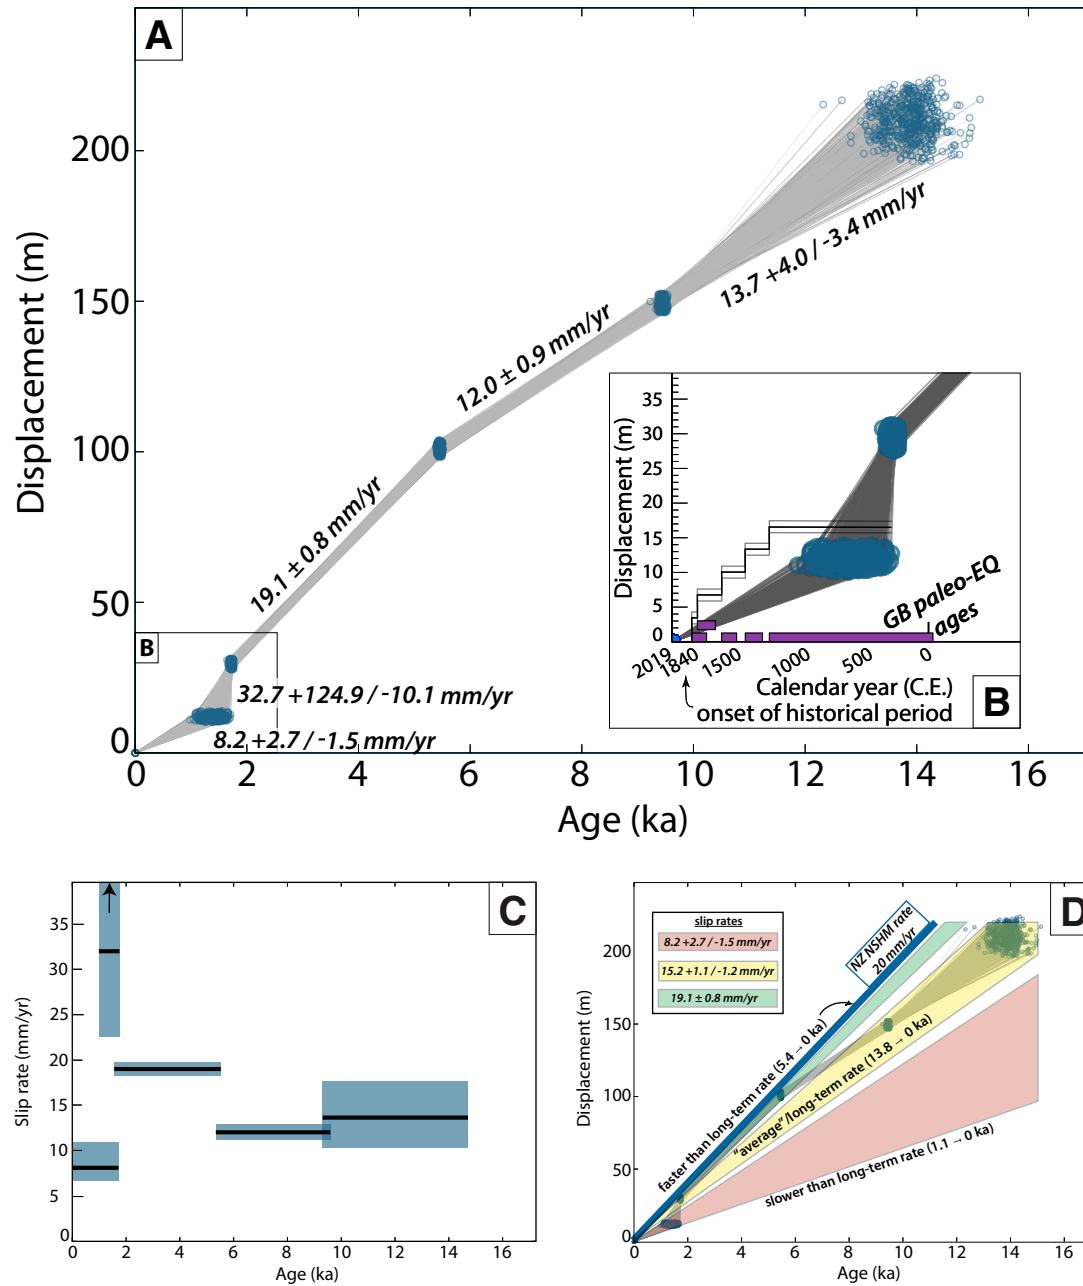 A
Displacement (m)
200
150
100
50
0
0
2
4
6
8
10
12
14
16
Age (ka)
13.7 +4.0 / -3.4 mm/yr
12.0 ± 0.9 mm/yr
19.1 ± 0.8 mm/yr
32.7 +124.9 / -10.1 mm/yr
8.2 +2.7 / -1.5 mm/yr
B
Displacement (m)
35
30
25
20
15
10
5
0
GB paleo-EQ
ages
2019
1840
1500
1000
500
0
Calendar year (C.E.)
onset of historical period
B
C
Slip rate (mm/yr)
35
30
25
20
15
10
5
0
0
2
4
6
8
10
12
14
16
Age (ka)
D
Displacement (m)
200
150
100
50
0
0
2
4
6
8
10
12
14
16
Age (ka)
slip rates
8.2 +2.7 / -1.5 mm/yr
15.2 +1.1 / -1.2 mm/yr
19.1 ± 0.8 mm/yr
NZ NSHM rate
20 mm/yr
faster than long-term rate (5.4 → 0 ka)
"average"/long-term rate (13.8 → 0 ka)
slower than long-term rate (1.1 → 0 ka)